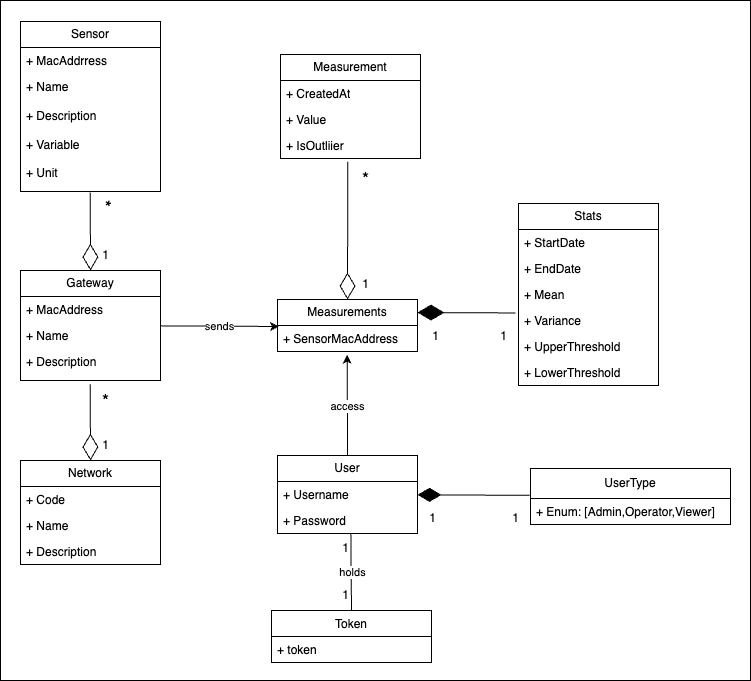 Sensor
+ MacAddrress
+ Name
+ Description
+ Variable
+ Unit
*
1
Gateway
+ MacAddress
+ Name
+ Description
*
1
Network
+ Code
+ Name
+ Description
sends
Measurement
+ CreatedAt
+ Value
+ IsOutliier
*
1
Measurements
+ SensorMacAddress
1
1
Stats
+ StartDate
+ EndDate
+ Mean
+ Variance
+ UpperThreshold
+ LowerThreshold
access
User
+ Username
+ Password
1
1
UserType
+ Enum: [Admin,Operator,Viewer]
1
holds
1
Token
+ token